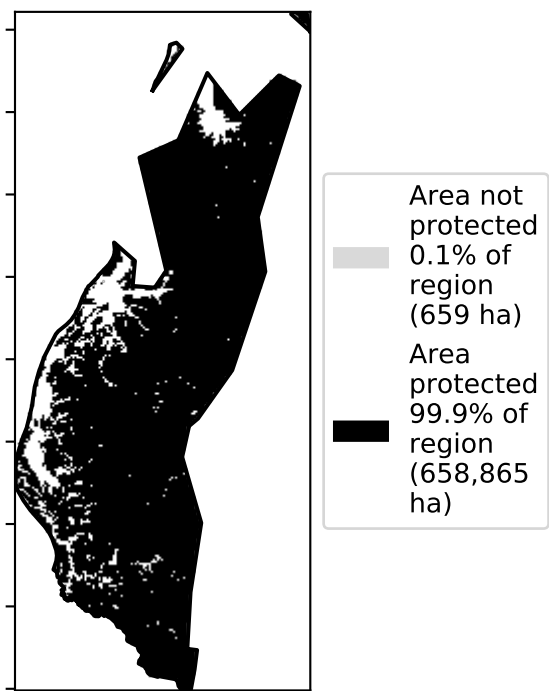 Area not
protected
0.1% of
region
(659 ha)
Area
protected
99.9% of
region
(658,865
ha)